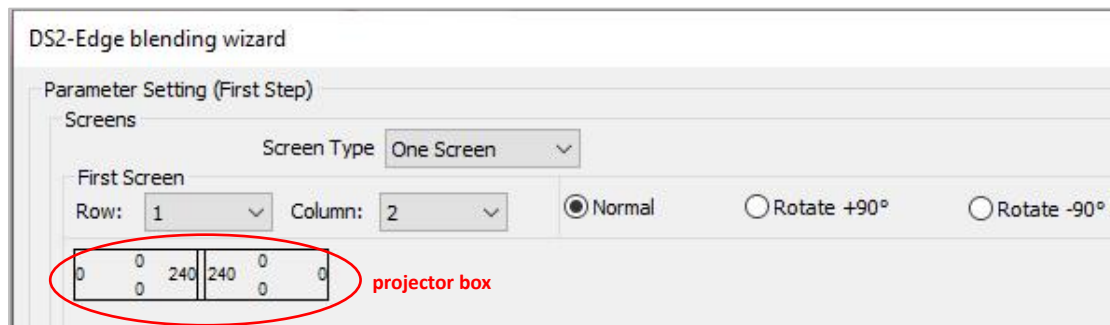 DS2-Edge blending wizard
Parameter Setting (First Step)
Screens
Screen Type One Screen
First Screen
Row: 1 Column: 2 Normal Rotate +90° Rotate -90°
0 0 240 240 0 0
0 0
projector box